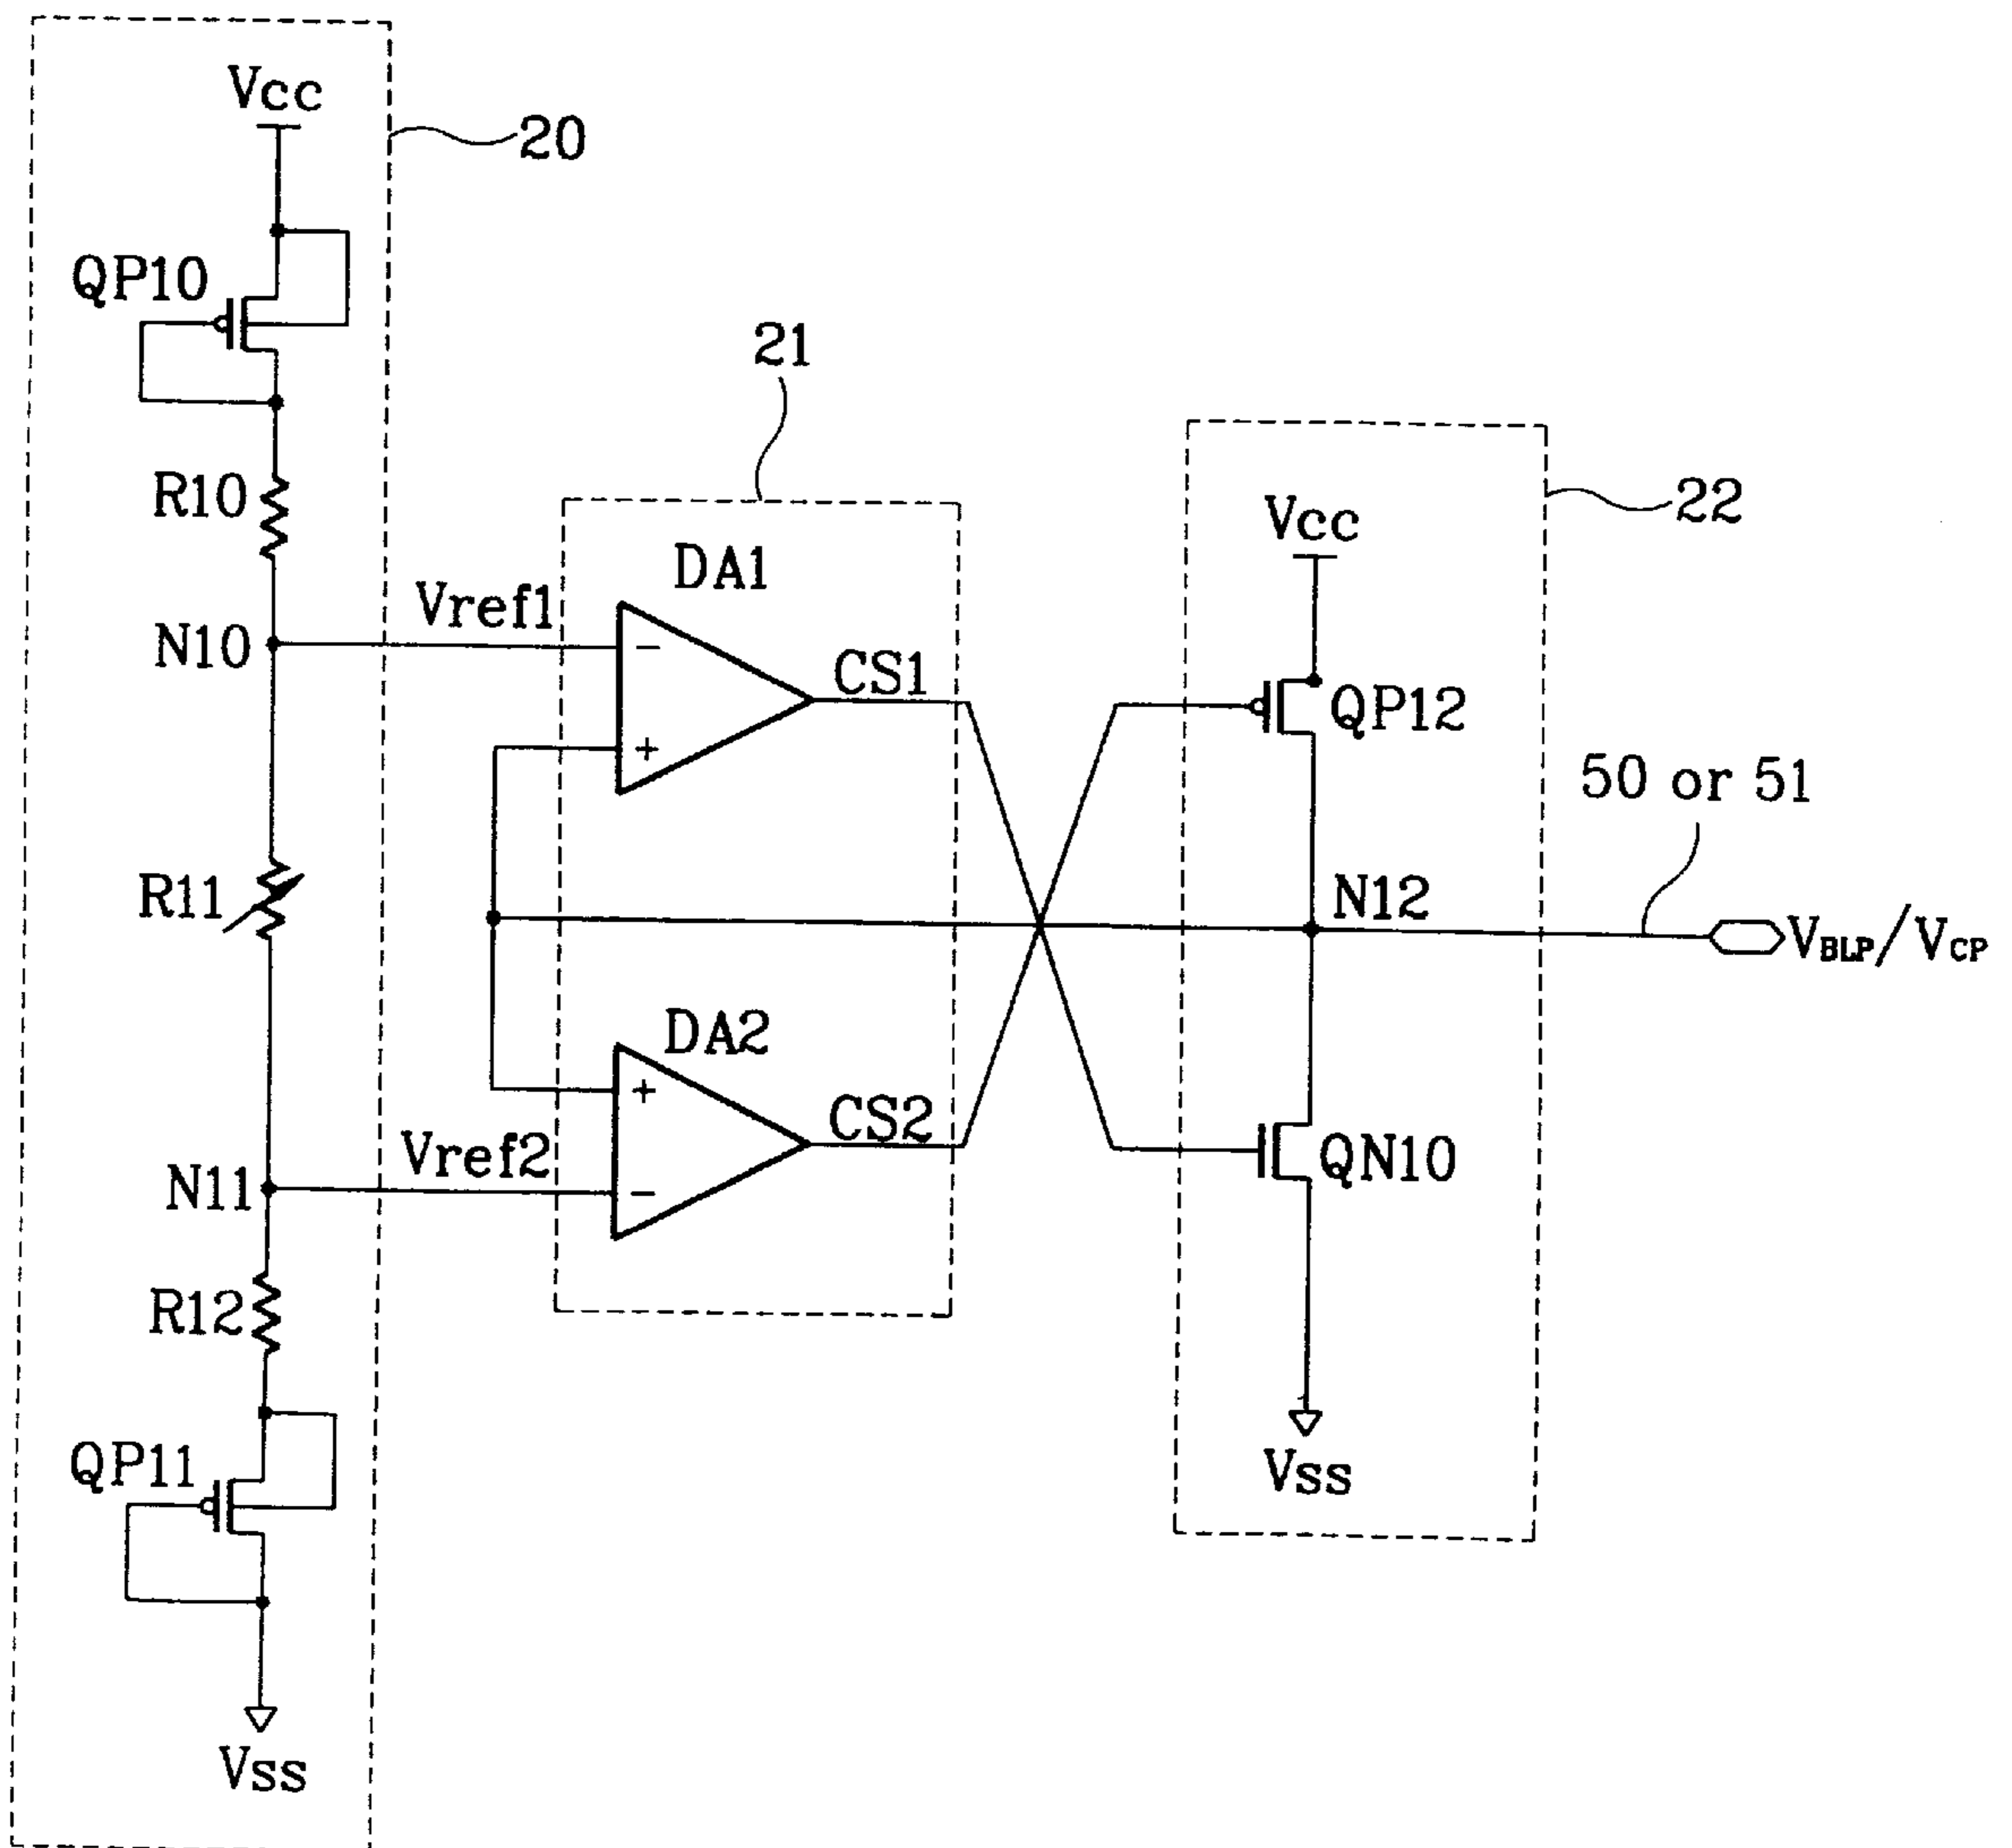 Vcc
20
QP10
21
R10
22
Vcc
DA1
Vref1
N10
−
CS1
QP12
+
50 or 51
R11
N12
VBLP/VCP
DA2
+
CS2
Vref2
QN10
N11
−
R12
QP11
Vss
Vss